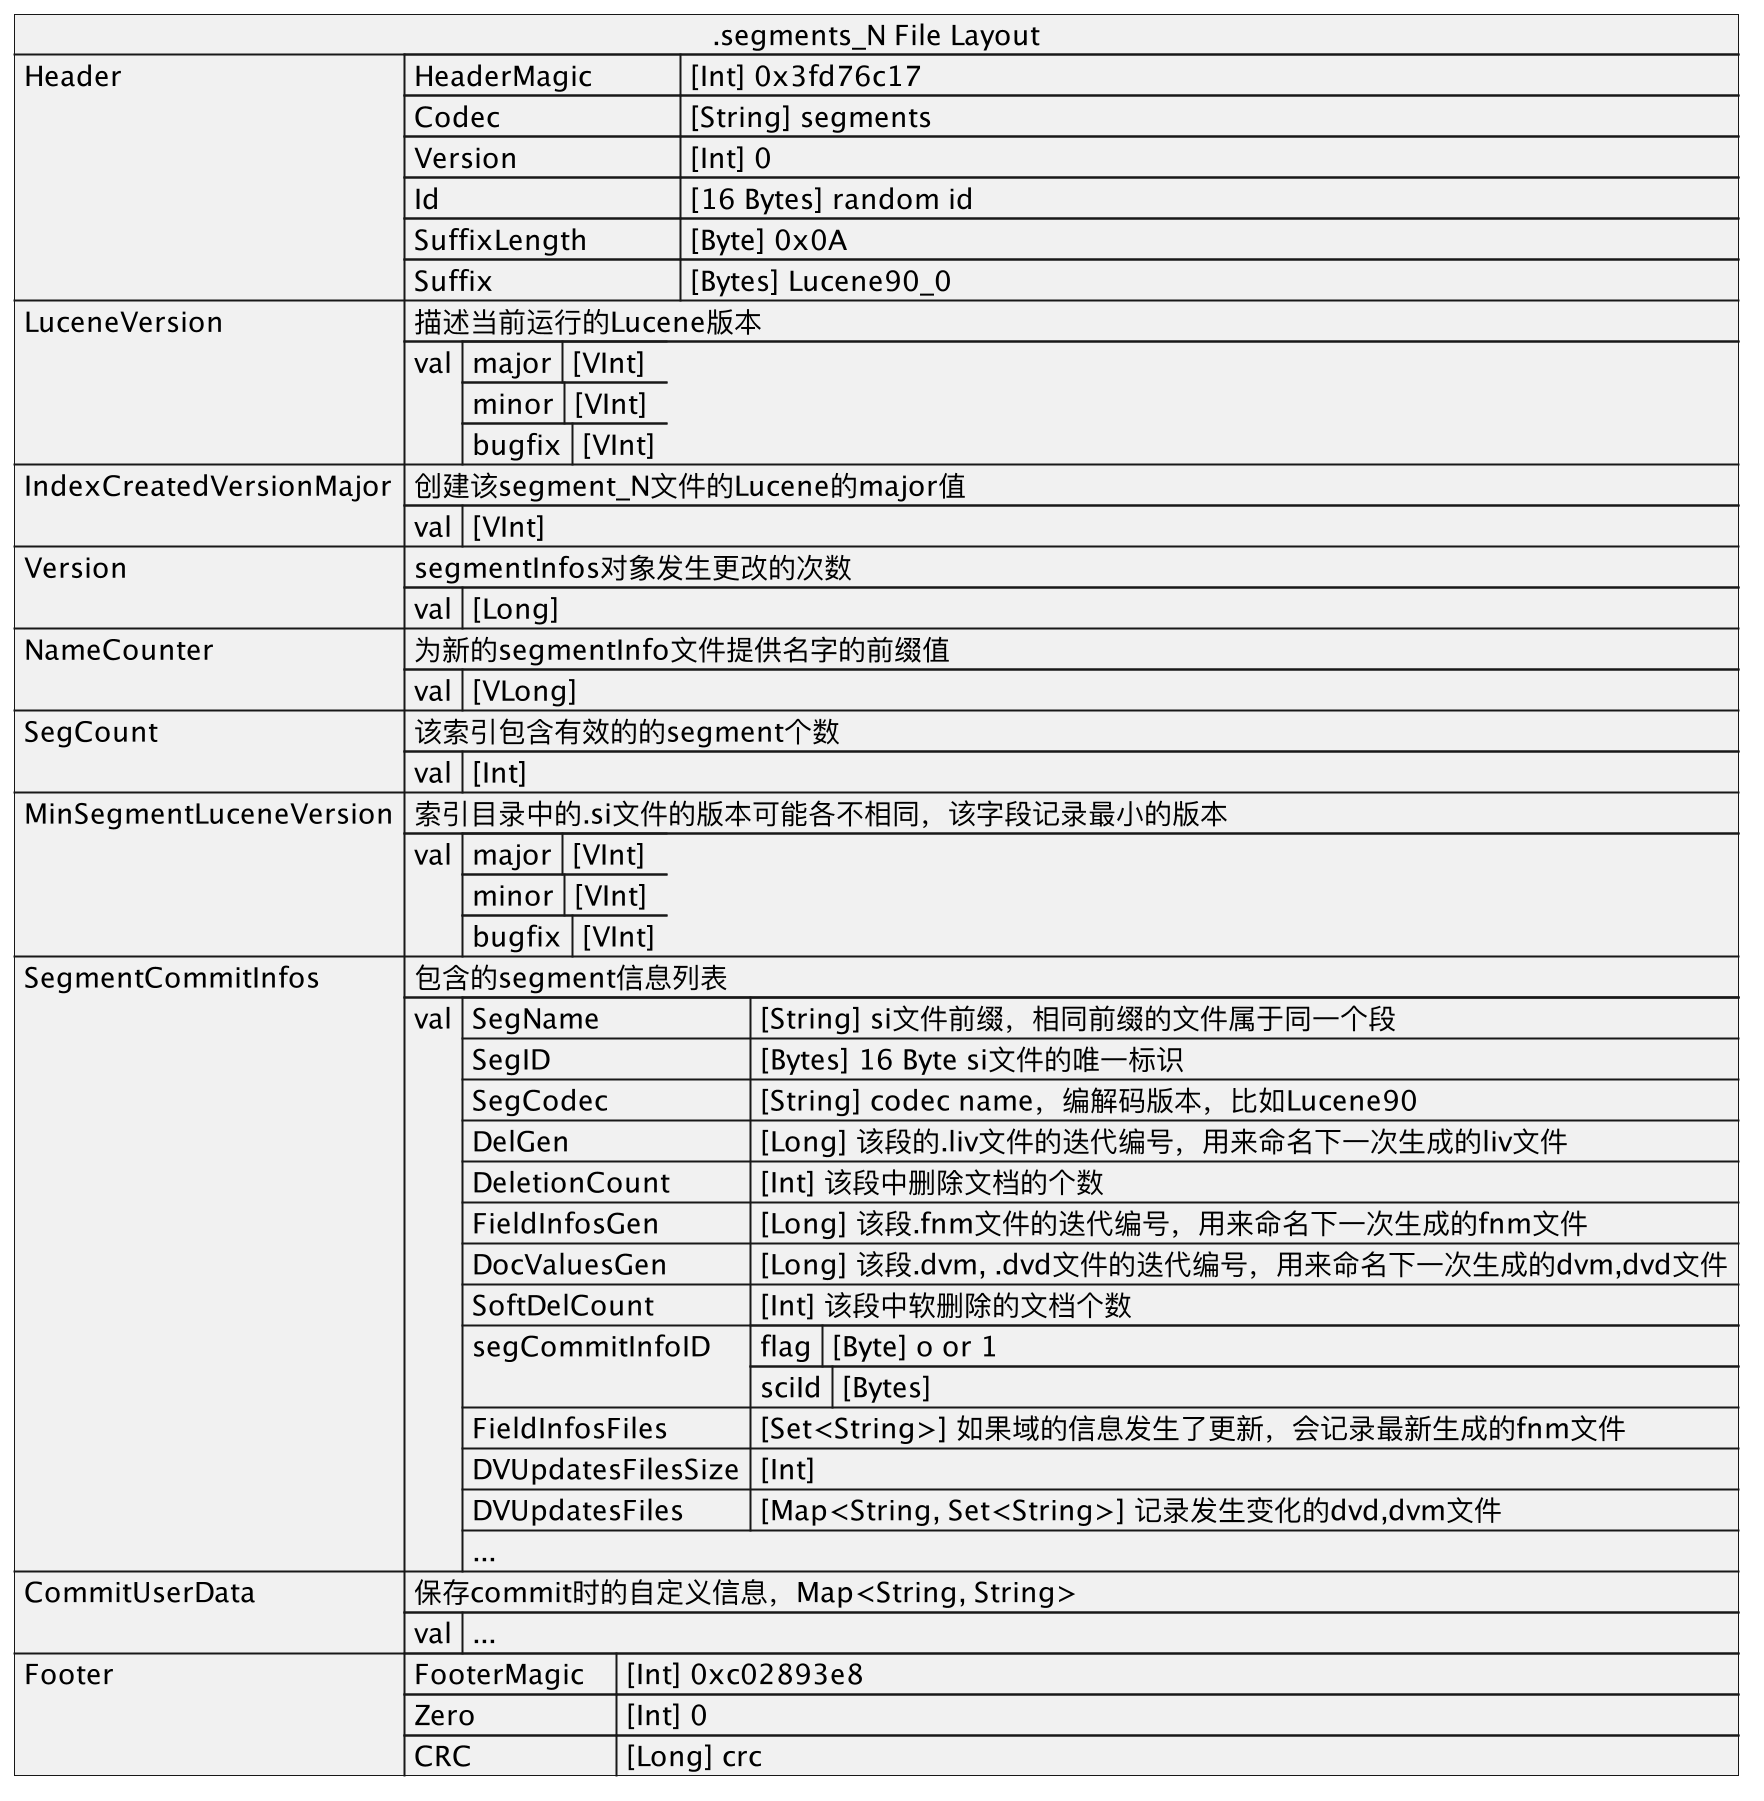 .segments_N File Layout
Header HeaderMagic [Int] 0x3fd76c17
Codec [String] segments
Version [Int] 0
Id [16 Bytes] random id
SuffixLength [Byte] 0x0A
Suffix [Bytes] Lucene90_0
LuceneVersion 描述当前运行的Lucene版本
val major [VInt]
minor [VInt]
bugfix [VInt]
IndexCreatedVersionMajor 创建该segment_N文件的Lucene的major值
val [VInt]
Version segmentInfos对象发生更改的次数
val [Long]
NameCounter 为新的segmentInfo文件提供名字的前缀值
val [VLong]
SegCount 该索引包含有效的的segment个数
val [Int]
MinSegmentLuceneVersion 索引目录中的.si文件的版本可能各不相同，该字段记录最小的版本
val major [VInt]
minor [VInt]
bugfix [VInt]
SegmentCommitInfos 包含的segment信息列表
val SegName [String] si文件前缀，相同前缀的文件属于同一个段
SegID [Bytes] 16 Byte si文件的唯一标识
SegCodec [String] codec name，编解码版本，比如Lucene90
DelGen [Long] 该段的.liv文件的迭代编号，用来命名下一次生成的liv文件
DeletionCount [Int] 该段中删除文档的个数
FieldInfosGen [Long] 该段.fnm文件的迭代编号，用来命名下一次生成的fnm文件
DocValuesGen [Long] 该段.dvm, .dvd文件的迭代编号，用来命名下一次生成的dvm,dvd文件
SoftDelCount [Int] 该段中软删除的文档个数
segCommitInfoID flag [Byte] o or 1
sciId [Bytes]
FieldInfosFiles [Set<String>] 如果域的信息发生了更新，会记录最新生成的fnm文件
DVUpdatesFilesSize [Int]
DVUpdatesFiles [Map<String, Set<String>] 记录发生变化的dvd,dvm文件
...
CommitUserData 保存commit时的自定义信息，Map<String, String>
val ...
Footer FooterMagic [Int] 0xc02893e8
Zero [Int] 0
CRC [Long] crc